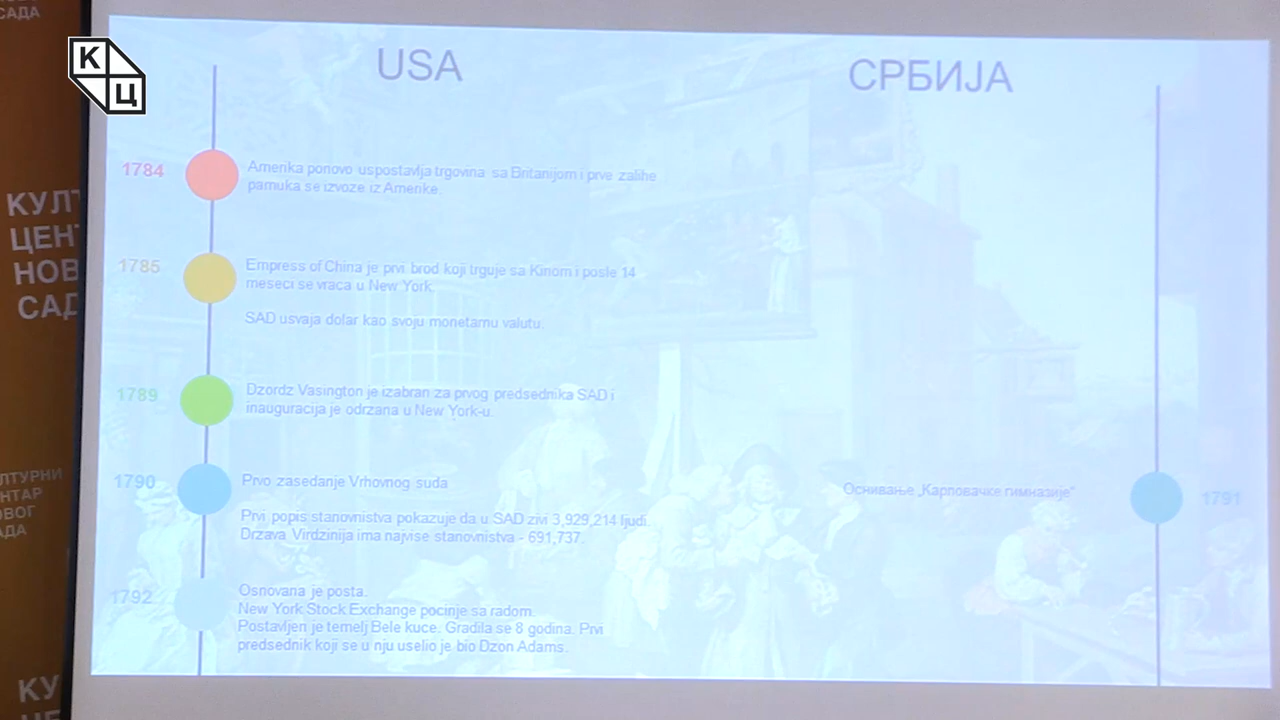 САДА
К
Ц
КУЛТ
ЦЕНТ
НОВ
САД
ЛТУРНИ
НТАР
ОВОГ
АДА
КУ
USA
СРБИЈА
1784
Amerika ponovo uspostavlja trgovina sa Britanijom i prve zalihe
pamuka se izvoze iz Amerike.
1785
Empress of China je prvi brod koji trguje sa Kinom i posle 14
meseci se vraca u New York.
SAD usvaja dolar kao svoju monetarnu valutu.
1789
Dzordz Vasington je izabran za prvog predsednika SAD i
inauguracija je odrzana u New York-u.
1790
Prvo zasedanje Vrhovnog suda
Prvi popis stanovnistva pokazuje da u SAD zivi 3,929,214 ljudi.
Drzava Virdzinija ima najvise stanovnistva - 691,737.
Оснивање „Карловачке гимназије“
1791
1792
Osnovana je posta.
New York Stock Exchange pocinje sa radom.
Postavljen je temelj Bele kuce. Gradila se 8 godina. Prvi
predsednik koji se u nju uselio je bio Dzon Adams.